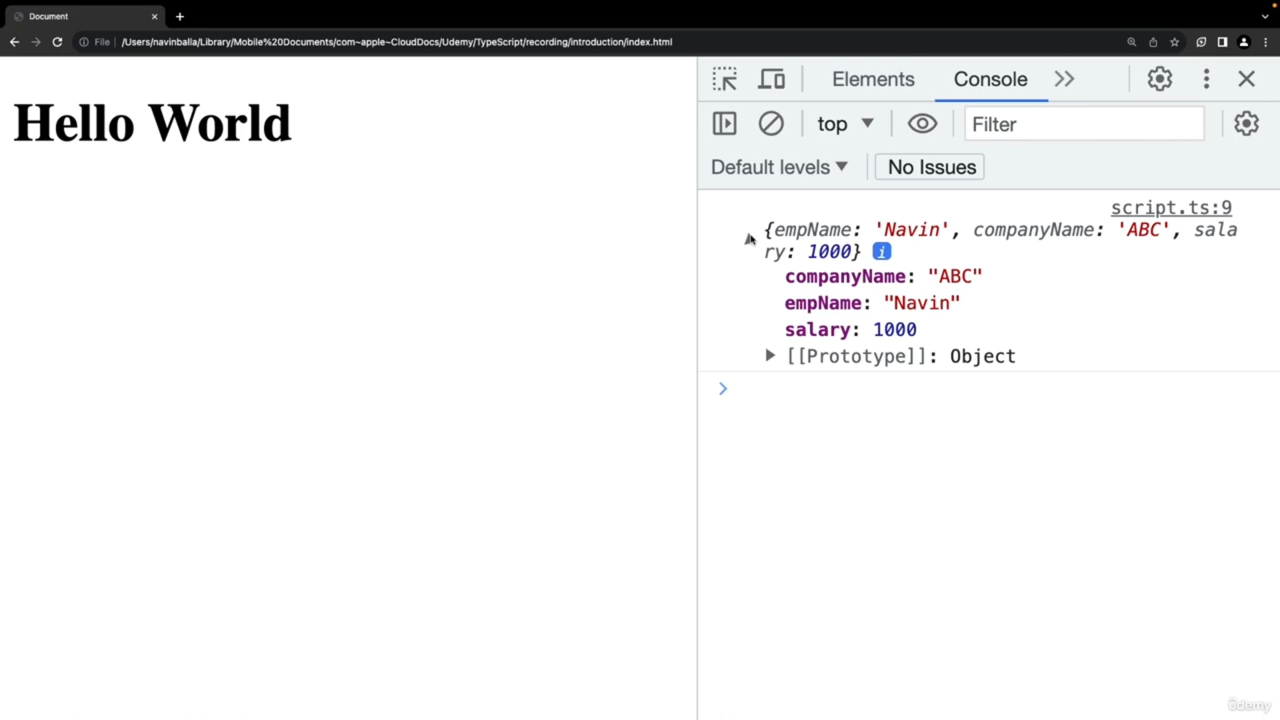 Document
File
/Users/navinballa/Library/Mobile%20Documents/com~apple~CloudDocs/Udemy/TypeScript/recording/introduction/index.html
Hello World
Elements
Console
top
Filter
Default levels
No Issues
script.ts:9
{empName: 'Navin', companyName: 'ABC', sala
ry: 1000} i
companyName: "ABC"
empName: "Navin"
salary: 1000
[[Prototype]]: Object
ûdemy